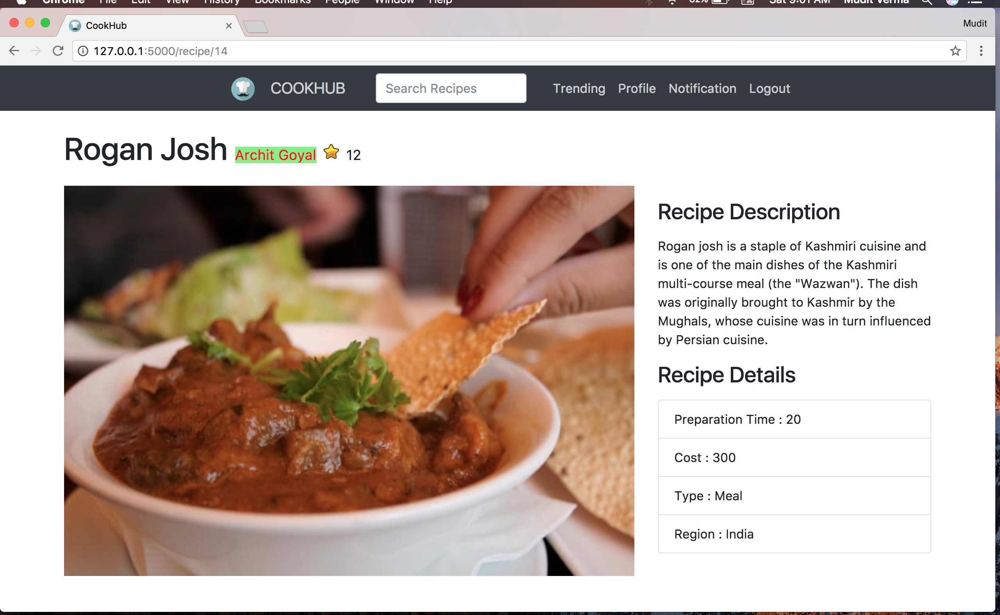 Chrome File Edit View History Bookmarks People Window Help 62% Sat 9:01 AM Mudit Verma
CookHub
Mudit
127.0.0.1:5000/recipe/14
COOKHUB Search Recipes Trending Profile Notification Logout
Rogan Josh Archit Goyal 12
Recipe Description
Rogan josh is a staple of Kashmiri cuisine and
is one of the main dishes of the Kashmiri
multi-course meal (the "Wazwan"). The dish
was originally brought to Kashmir by the
Mughals, whose cuisine was in turn influenced
by Persian cuisine.
Recipe Details
Preparation Time : 20
Cost : 300
Type : Meal
Region : India